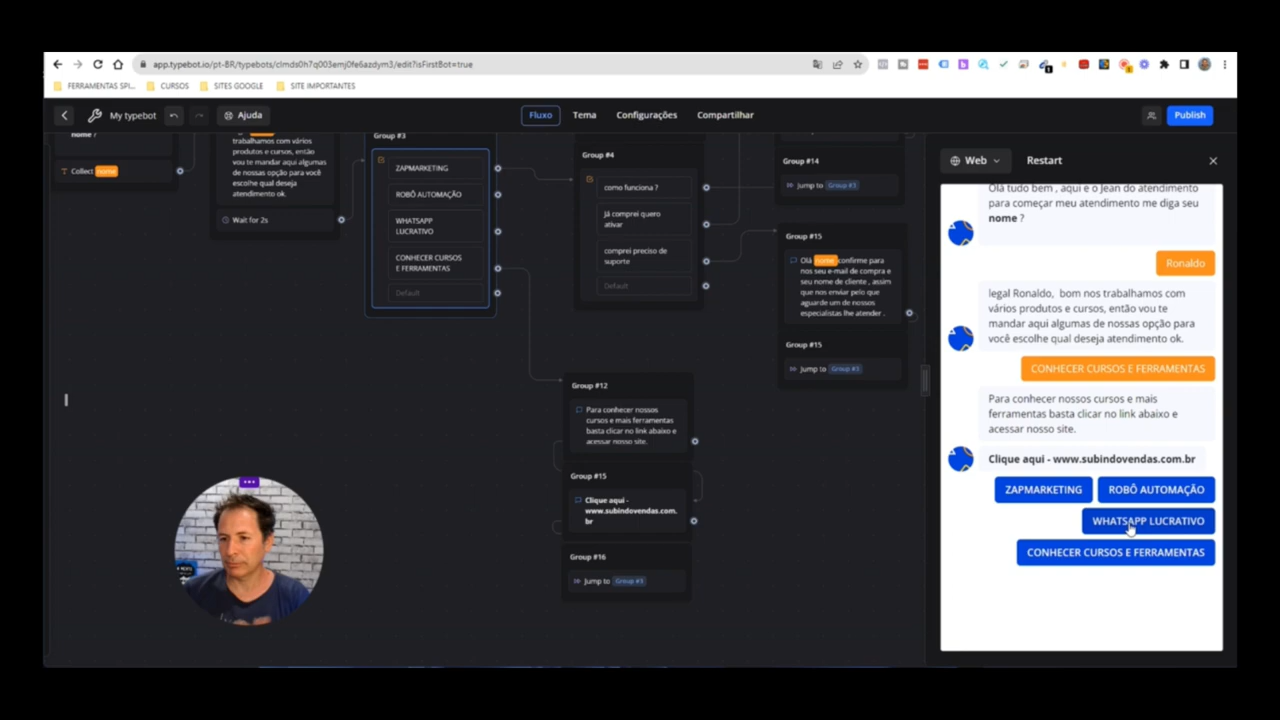 app.typebot.io/pt-BR/typebots/clmds0h7q003emj0fe6azdym3/edit?isFirstBot=true
FERRAMENTAS SPI...
CURSOS
SITES GOOGLE
SITE IMPORTANTES
My typebot
Ajuda
Fluxo
Tema
Configurações
Compartilhar
Publish
nome ?
Collect nome
trabalhamos com vários
produtos e cursos, então
vou te mandar aqui algumas
de nossas opção para você
escolhe qual deseja
atendimento ok.
Wait for 2s
Group #3
ZAPMARKETING
ROBÔ AUTOMAÇÃO
WHATSAPP
LUCRATIVO
CONHECER CURSOS
E FERRAMENTAS
Default
Group #4
como funciona ?
Já comprei quero
ativar
comprei preciso de
suporte
Default
Group #14
Jump to Group #3
Group #15
Olá nome confirme para
nos seu e-mail de compra e
seu nome de cliente , assim
que nos enviar pelo que
aguarde um de nossos
especialistas lhe atender .
Group #15
Jump to Group #3
Group #12
Para conhecer nossos
cursos e mais ferramentas
basta clicar no link abaixo e
acessar nosso site.
Group #15
Clique aqui -
www.subindovendas.com.
br
Group #16
Jump to Group #3
Web
Restart
Olá tudo bem , aqui e o Jean do atendimento
para começar meu atendimento me diga seu
nome ?
Ronaldo
legal Ronaldo, bom nos trabalhamos com
vários produtos e cursos, então vou te
mandar aqui algumas de nossas opção para
você escolhe qual deseja atendimento ok.
CONHECER CURSOS E FERRAMENTAS
Para conhecer nossos cursos e mais
ferramentas basta clicar no link abaixo e
acessar nosso site.
Clique aqui - www.subindovendas.com.br
ZAPMARKETING
ROBÔ AUTOMAÇÃO
WHATSAPP LUCRATIVO
CONHECER CURSOS E FERRAMENTAS